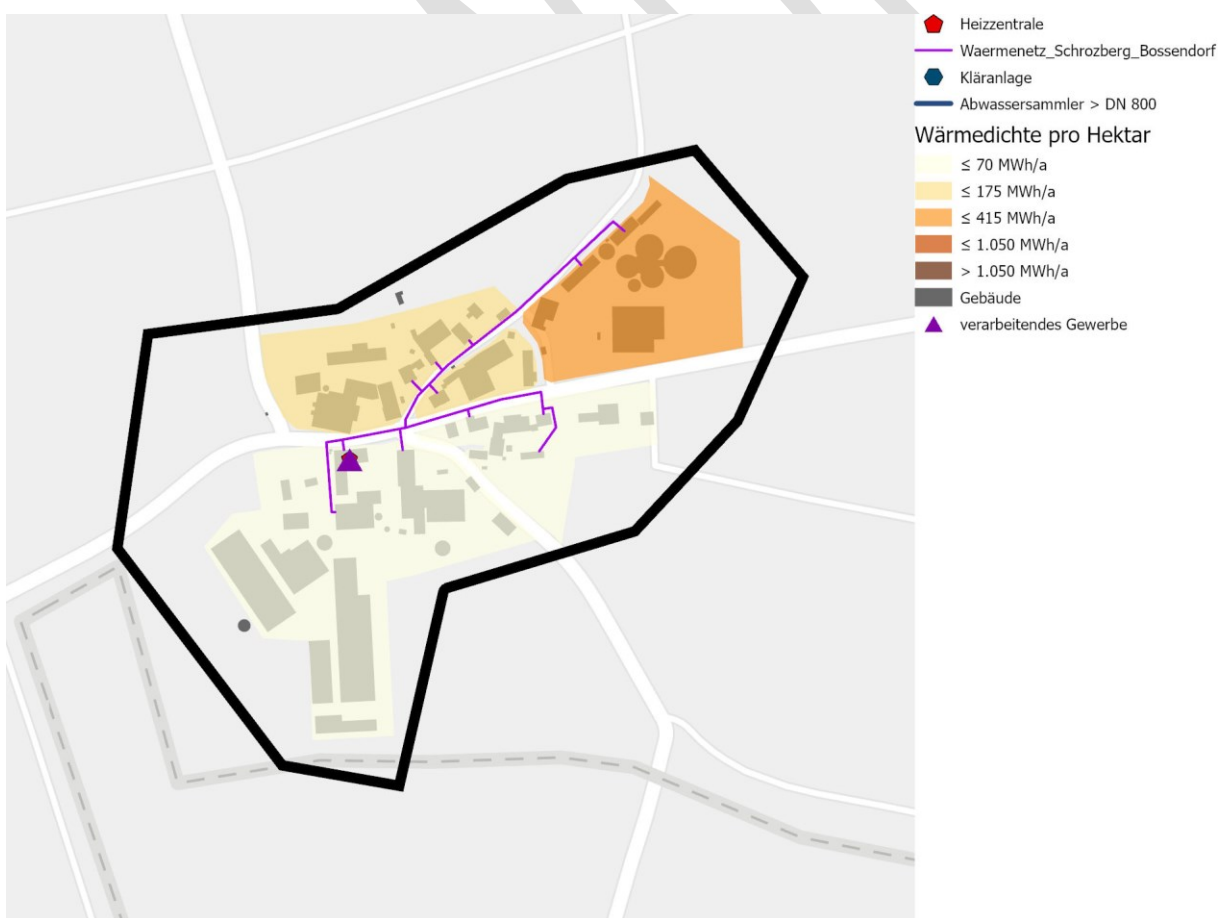 Heizzentrale
Waermenetz_Schrozberg_Bossendorf
Kläranlage
Abwassersammler > DN 800
Wärmedichte pro Hektar
≤ 70 MWh/a
≤ 175 MWh/a
≤ 415 MWh/a
≤ 1.050 MWh/a
> 1.050 MWh/a
Gebäude
verarbeitendes Gewerbe